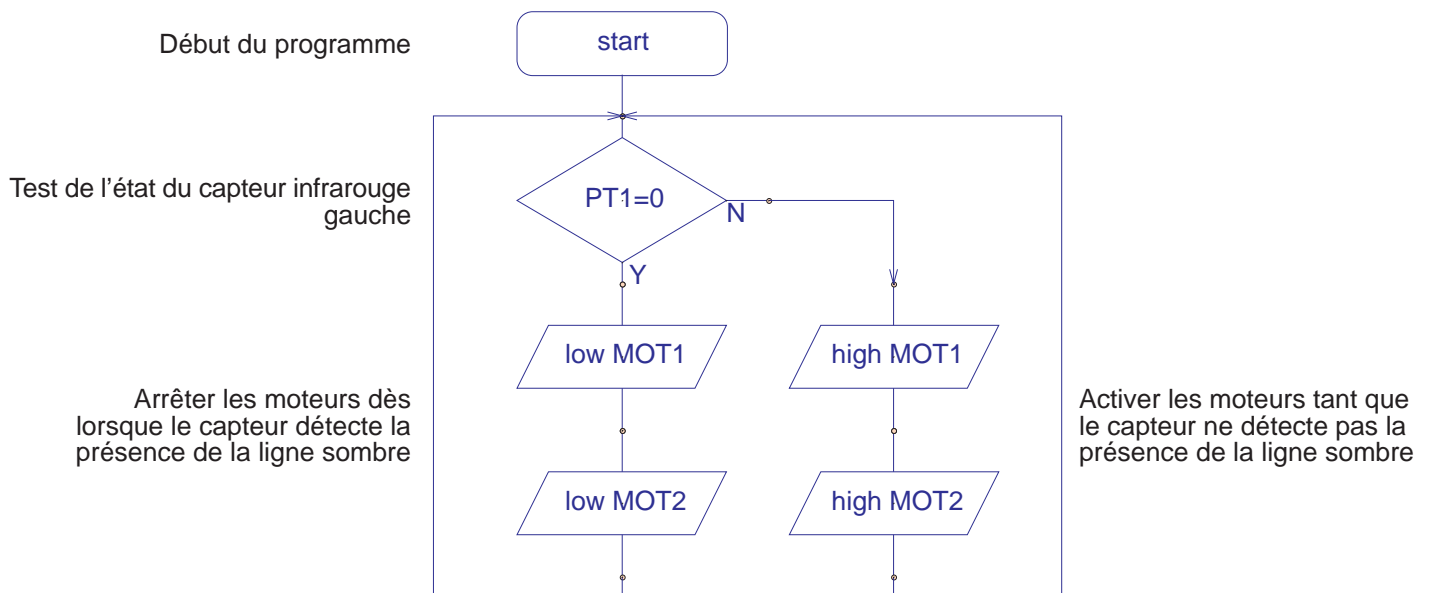 Début du programme
start
Test de l'état du capteur infrarouge
gauche
PT1=0
N
Y
low MOT1
high MOT1
Arrêter les moteurs dès
lorsque le capteur détecte la
présence de la ligne sombre
Activer les moteurs tant que
le capteur ne détecte pas la
présence de la ligne sombre
low MOT2
high MOT2